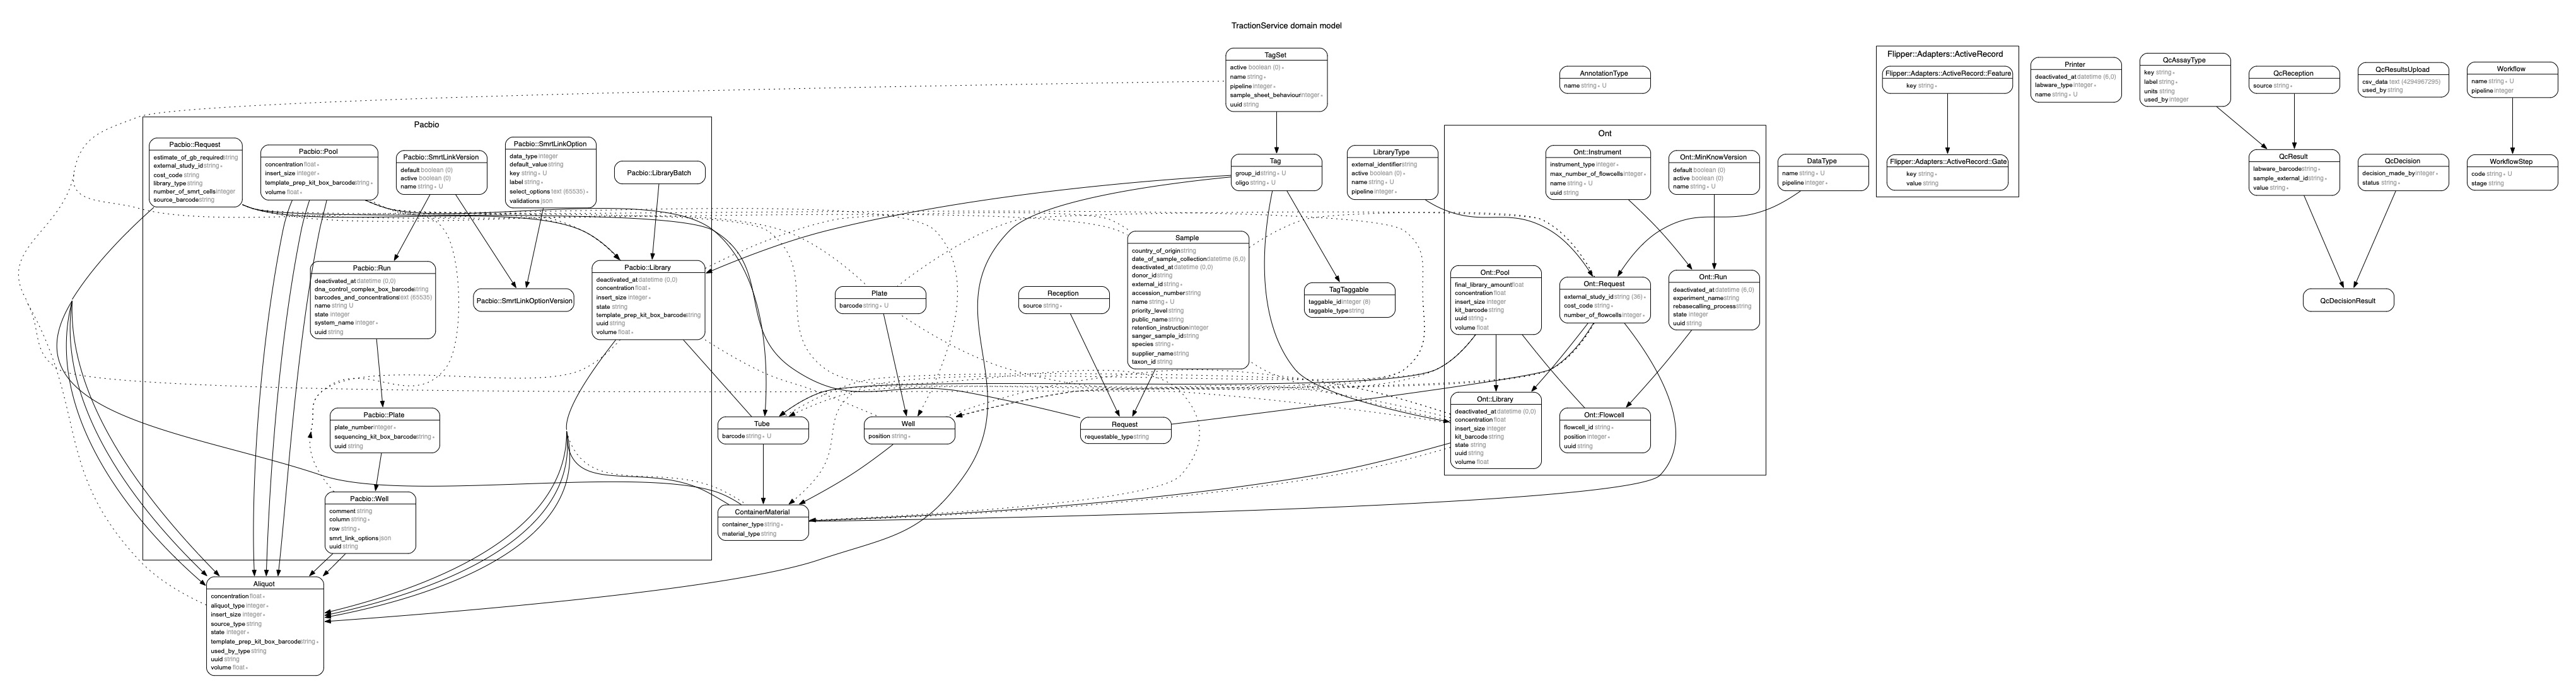 TractionService domain model
TagSet
active boolean (0) ∗
name string ∗
pipeline integer ∗
sample_sheet_behaviour integer ∗
uuid string
AnnotationType
name string ∗ U
Flipper::Adapters::ActiveRecord
Flipper::Adapters::ActiveRecord::Feature
key string ∗
Flipper::Adapters::ActiveRecord::Gate
key string ∗
value string
Printer
deactivated_at datetime (6,0)
labware_type integer ∗
name string ∗ U
QcAssayType
key string ∗
label string ∗
units string
used_by integer
QcReception
source string ∗
QcResultsUpload
csv_data text (4294967295)
used_by string
Workflow
name string ∗ U
pipeline integer
Pacbio
Pacbio::Request
estimate_of_gb_required string
external_study_id string ∗
cost_code string
library_type string
number_of_smrt_cells integer
source_barcode string
Pacbio::Pool
concentration float ∗
insert_size integer ∗
template_prep_kit_box_barcode string ∗
volume float ∗
Pacbio::SmrtLinkVersion
default boolean (0)
active boolean (0)
name string ∗ U
Pacbio::SmrtLinkOption
data_type integer
default_value string
key string ∗ U
label string ∗
select_options text (65535) ∗
validations json
Pacbio::LibraryBatch
Tag
group_id string ∗ U
oligo string ∗ U
LibraryType
external_identifier string
active boolean (0) ∗
name string ∗ U
pipeline integer ∗
Ont
Ont::Instrument
instrument_type integer ∗
max_number_of_flowcells integer ∗
name string ∗ U
uuid string
Ont::MinKnowVersion
default boolean (0)
active boolean (0)
name string ∗ U
DataType
name string ∗ U
pipeline integer ∗
QcResult
labware_barcode string ∗
sample_external_id string ∗
value string ∗
QcDecision
decision_made_by integer ∗
status string ∗
WorkflowStep
code string ∗ U
stage string
Pacbio::Run
deactivated_at datetime (0,0)
dna_control_complex_box_barcode string
barcodes_and_concentrations text (65535)
name string U
state integer
system_name integer ∗
uuid string
Pacbio::SmrtLinkOptionVersion
Pacbio::Library
deactivated_at datetime (0,0)
concentration float ∗
insert_size integer ∗
state string
template_prep_kit_box_barcode string
uuid string
volume float ∗
Plate
barcode string ∗ U
Reception
source string ∗
Sample
country_of_origin string
date_of_sample_collection datetime (6,0)
deactivated_at datetime (0,0)
donor_id string
external_id string ∗
accession_number string
name string ∗ U
priority_level string
public_name string
retention_instruction integer
sanger_sample_id string
species string ∗
supplier_name string
taxon_id string
TagTaggable
taggable_id integer (8)
taggable_type string
Ont::Pool
final_library_amount float
concentration float
insert_size integer
kit_barcode string
uuid string ∗
volume float
Ont::Request
external_study_id string (36) ∗
cost_code string ∗
number_of_flowcells integer ∗
Ont::Run
deactivated_at datetime (6,0)
experiment_name string
rebasecalling_process string
state integer
uuid string
QcDecisionResult
Pacbio::Plate
plate_number integer ∗
sequencing_kit_box_barcode string ∗
uuid string
Tube
barcode string ∗ U
Well
position string ∗
Request
requestable_type string
Ont::Library
deactivated_at datetime (0,0)
concentration float
insert_size integer
kit_barcode string
state string
uuid string
volume float
Ont::Flowcell
flowcell_id string ∗
position integer ∗
uuid string
Pacbio::Well
comment string
column string ∗
row string ∗
smrt_link_options json
uuid string
ContainerMaterial
container_type string ∗
material_type string
Aliquot
concentration float ∗
aliquot_type integer ∗
insert_size integer ∗
source_type string
state integer ∗
template_prep_kit_box_barcode string ∗
used_by_type string
uuid string
volume float ∗